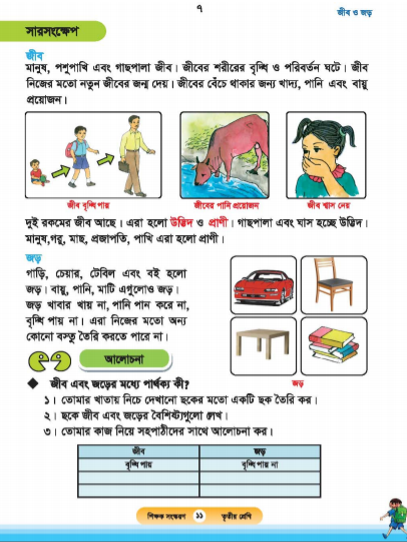 ৭
জীব ও জড়
সারসংক্ষেপ
জীব
মানুষ, পশুপাখি এবং গাছপালা জীব। জীবের শরীরের বৃদ্ধি ও পরিবর্তন ঘটে। জীব
নিজের মতো নতুন জীবের জন্ম দেয়। জীবের বেঁচে থাকার জন্য খাদ্য, পানি এবং বায়ু
প্রয়োজন।
জীব বৃদ্ধি পায়
জীবের পানি প্রয়োজন
জীব শ্বাস নেয়
দুই রকমের জীব আছে। এরা হলো উদ্ভিদ ও প্রাণী। গাছপালা এবং ঘাস হচ্ছে উদ্ভিদ।
মানুষ,গরু, মাছ, প্রজাপতি, পাখি এরা হলো প্রাণী।
জড়
গাড়ি, চেয়ার, টেবিল এবং বই হলো
জড়। বায়ু, পানি, মাটি এগুলোও জড়।
জড় খাবার খায় না, পানি পান করে না,
বৃদ্ধি পায় না। এরা নিজের মতো অন্য
কোনো বস্তু তৈরি করতে পারে না।
জড়
আলোচনা
❖ জীব এবং জড়ের মধ্যে পার্থক্য কী?
১। তোমার খাতায় নিচে দেখানো ছকের মতো একটি ছক তৈরি কর।
২। ছকে জীব এবং জড়ের বৈশিষ্ট্যগুলো লেখ।
৩। তোমার কাজ নিয়ে সহপাঠীদের সাথে আলোচনা কর।
জীব জড়
বৃদ্ধি পায় বৃদ্ধি পায় না
শিক্ষক সংস্করণ ১১ তৃতীয় শ্রেণি